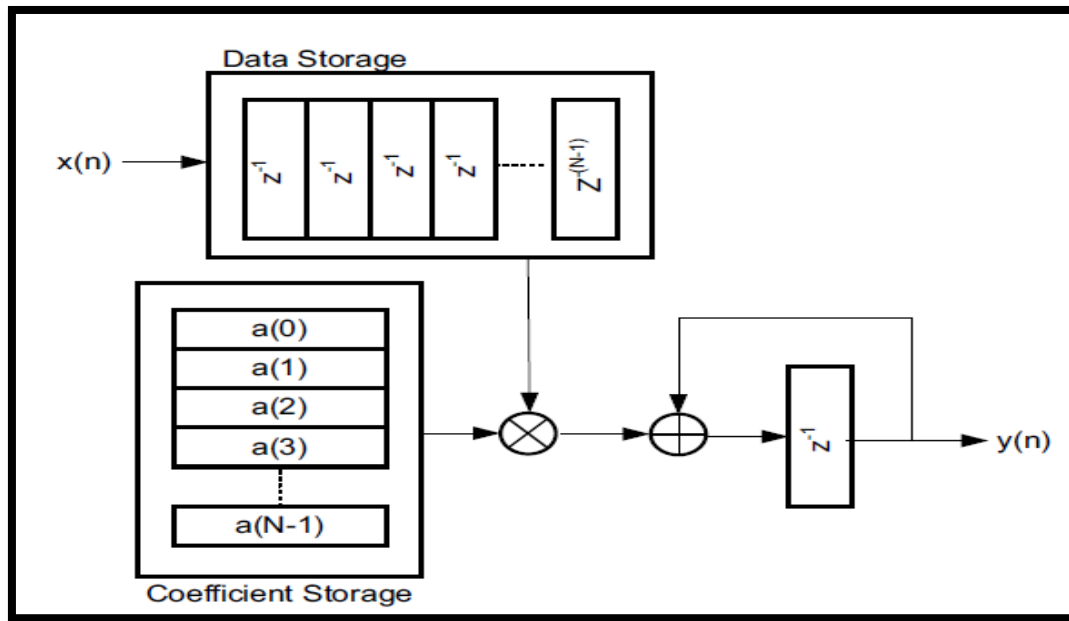 Data Storage
x(n)
z⁻¹ z⁻¹ z⁻¹ z⁻¹ Z⁻⁽ᴺ⁻¹⁾
a(0)
a(1)
a(2)
a(3)
a(N-1)
Coefficient Storage
z⁻¹
y(n)